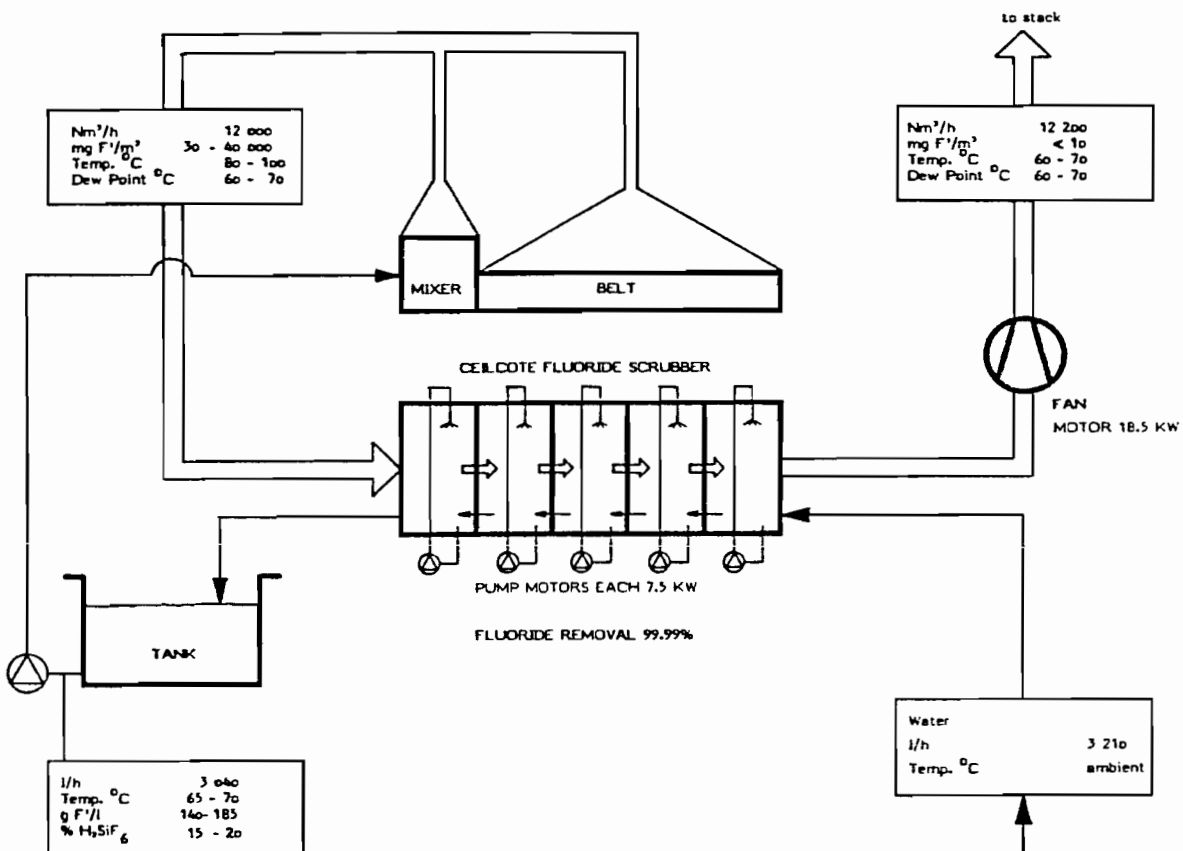 to stack
Nm³/h 12 000
mg F'/m³ 30 - 40 000
Temp. °C 80 - 100
Dew Point °C 60 - 70
Nm³/h 12 200
mg F'/m³ < 10
Temp. °C 60 - 70
Dew Point °C 60 - 70
MIXER
BELT
CEILCOTE FLUORIDE SCRUBBER
FAN
MOTOR 18.5 KW
PUMP MOTORS EACH 7.5 KW
FLUORIDE REMOVAL 99.99%
TANK
Water
l/h 3 210
Temp. °C ambient
l/h 3 040
Temp. °C 65 - 70
g F'/l 140-185
% H₂SiF₆ 15 - 20